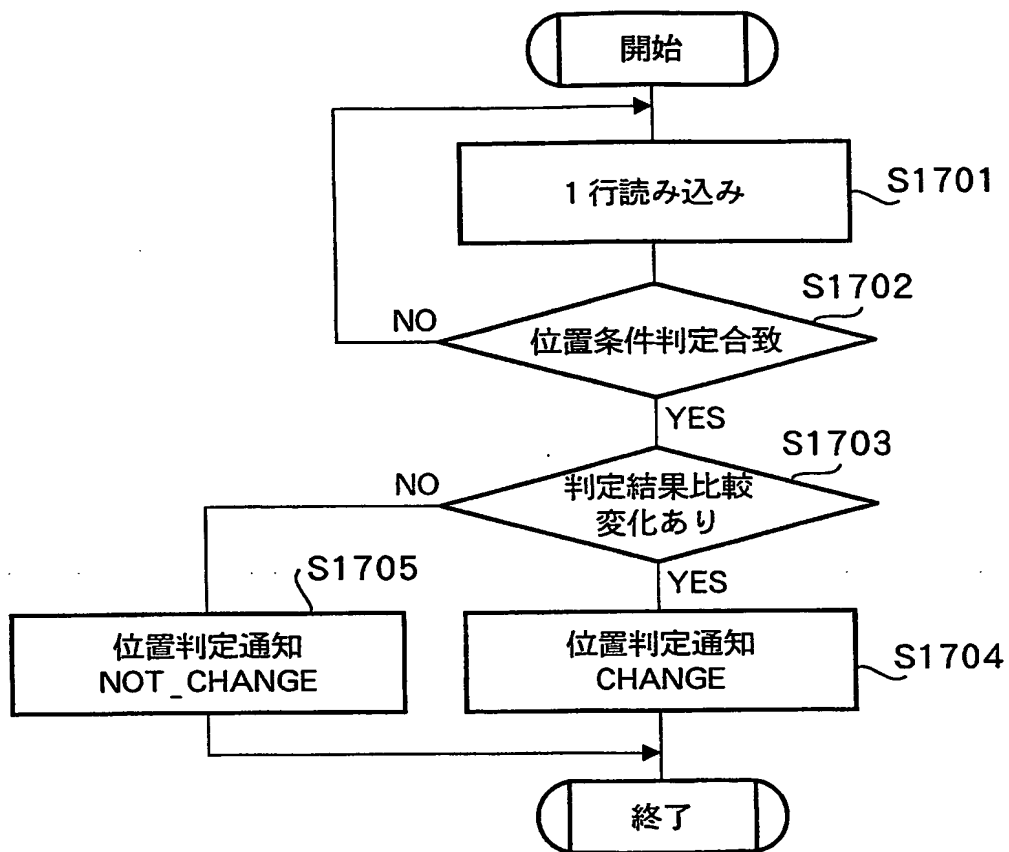 開始
1行読み込み
S1701
S1702
NO
位置条件判定合致
YES
S1703
NO
判定結果比較
変化あり
YES
S1705
位置判定通知
NOT_CHANGE
位置判定通知
CHANGE
S1704
終了